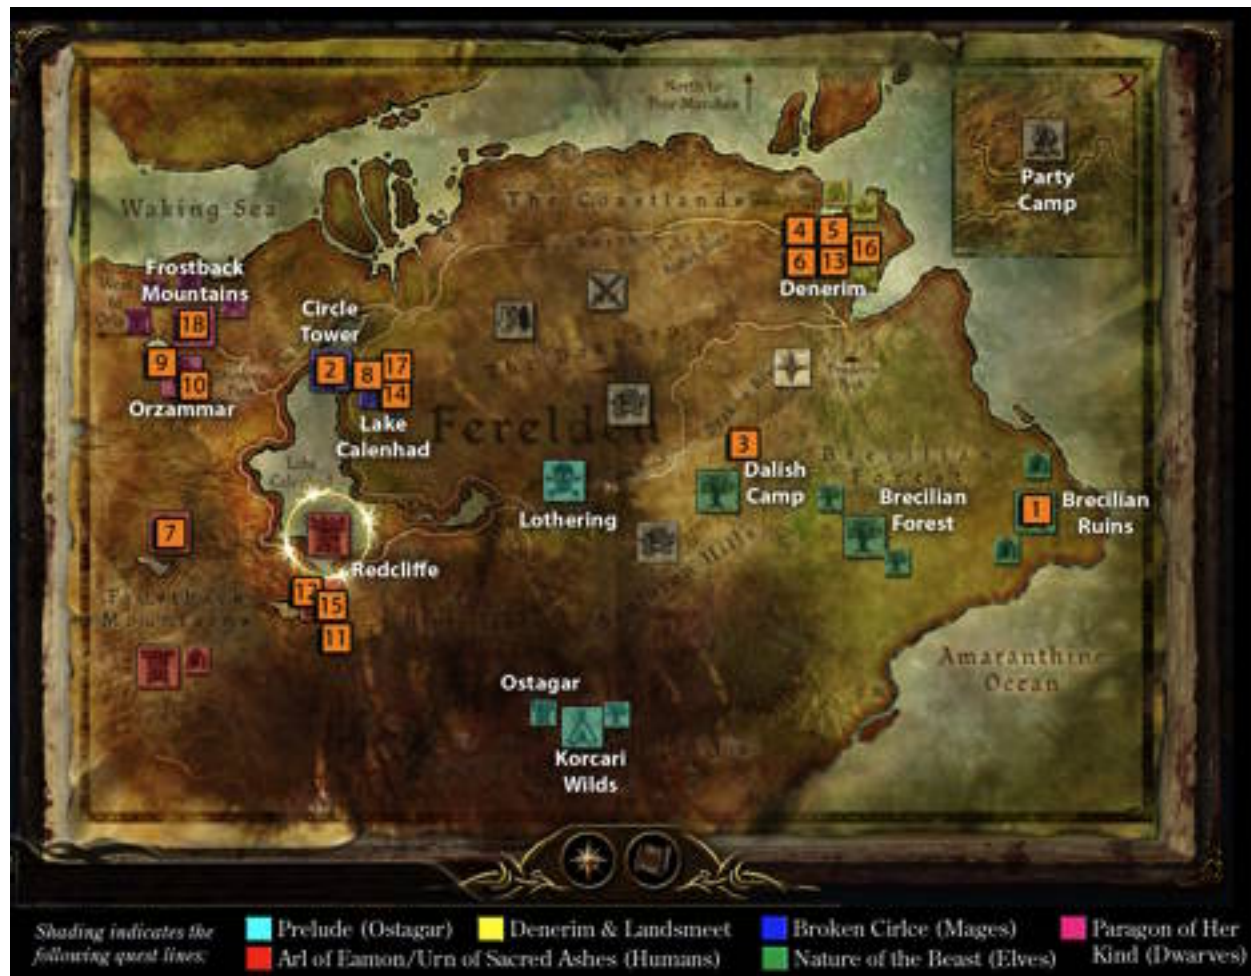 North to
Free Marches
Party
Camp
Waking Sea
The Coastlands
4
5
16
6
13
Denerim
Frostback
Mountains
18
Circle
Tower
9
10
Orzammar
2
8
17
14
Lake
Calenhad
Ferelden
3
Dalish
Camp
Brecilian
Brecilian
Forest
1
Brecilian
Ruins
Lothering
7
Redcliffe
15
11
Mountains
Amaranthine
Ocean
Ostagar
Korcari
Wilds
Shading indicates the
following quest lines:
Prelude (Ostagar)
Denerim & Landsmeet
Broken Cirlce (Mages)
Paragon of Her
Kind (Dwarves)
Arl of Eamon/Urn of Sacred Ashes (Humans)
Nature of the Beast (Elves)